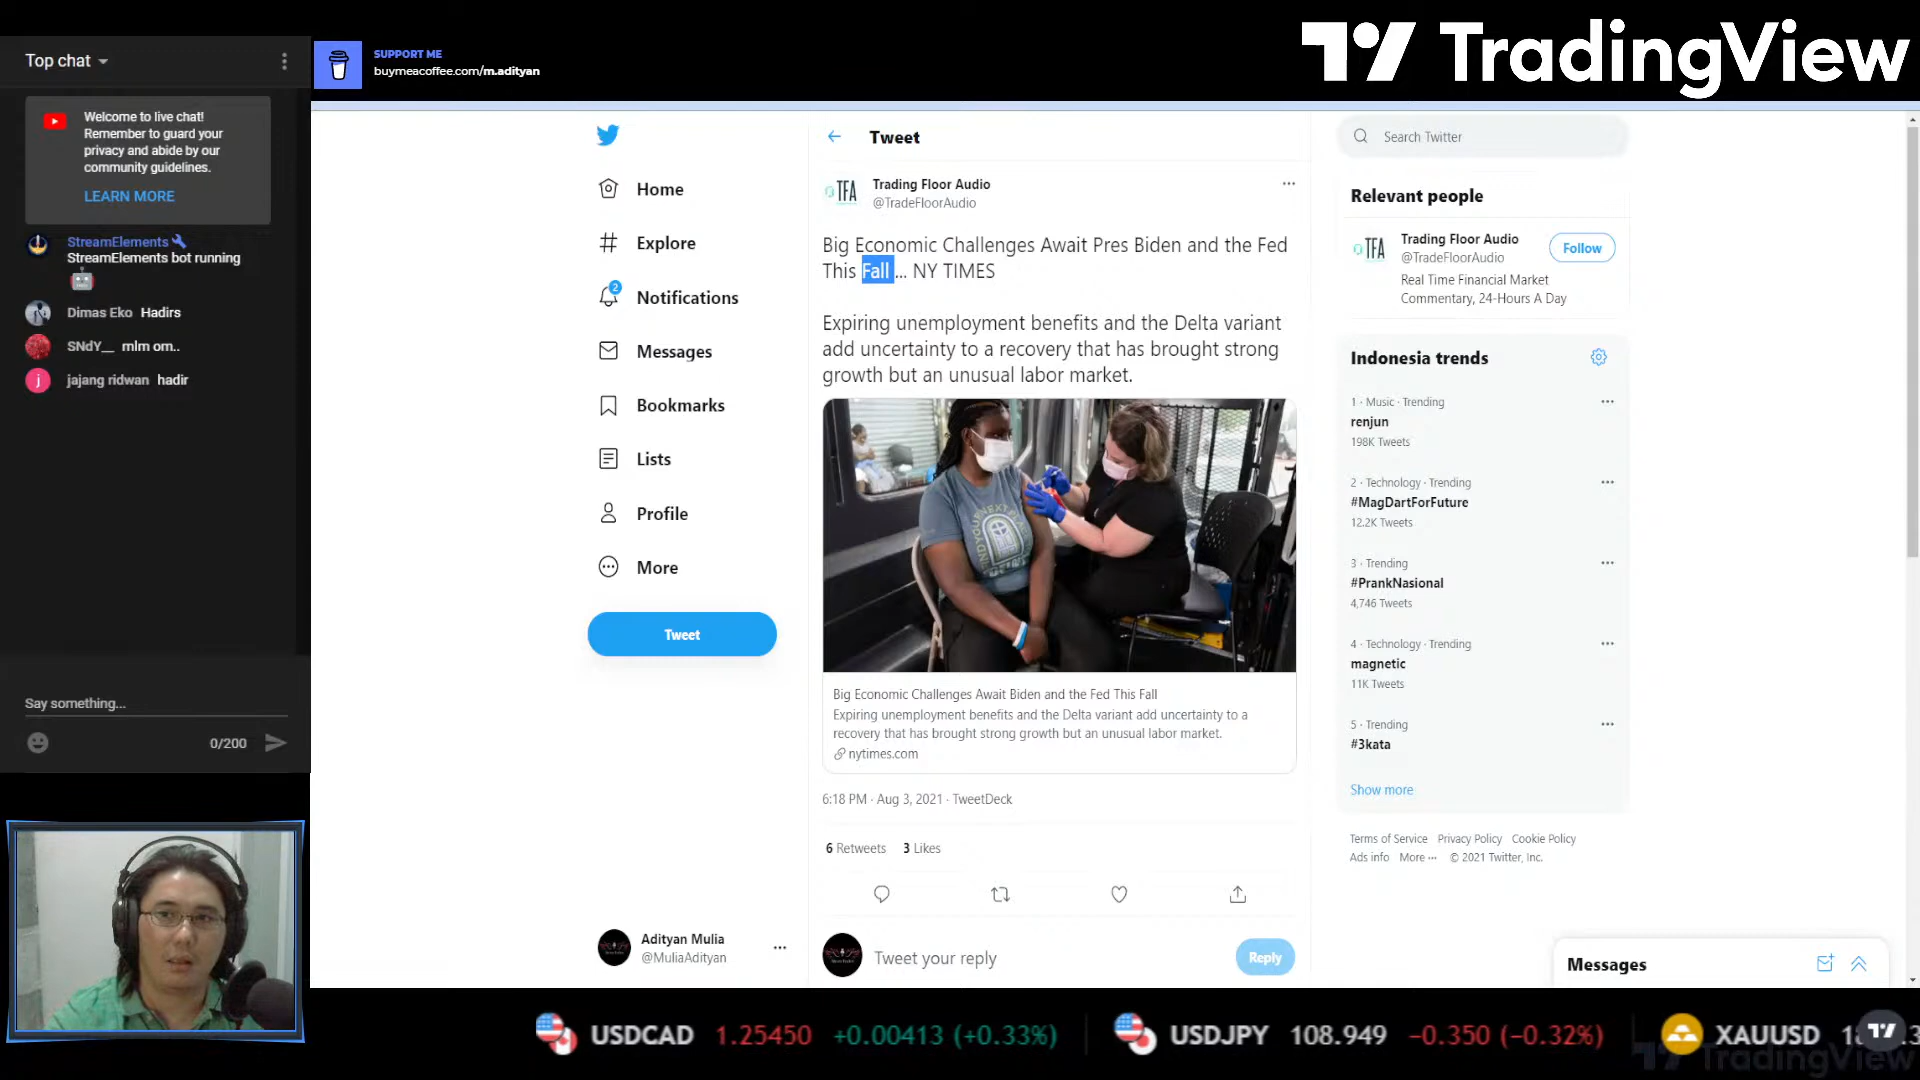 Top chat
Welcome to live chat!
Remember to guard your
privacy and abide by our
community guidelines.
LEARN MORE
StreamElements
StreamElements bot running
Dimas Eko Hadirs
SNdY__ mlm om..
j
jajang ridwan hadir
Say something...
0/200
SUPPORT ME
buymeacoffee.com/m.adityan
TradingView
Home
Explore
2
Notifications
Messages
Bookmarks
Lists
Profile
More
Tweet
Adityan Mulia
@MuliaAdityan
Tweet
TFA
Trading Floor Audio
@TradeFloorAudio
Big Economic Challenges Await Pres Biden and the Fed
This Fall ... NY TIMES
Expiring unemployment benefits and the Delta variant
add uncertainty to a recovery that has brought strong
growth but an unusual labor market.
Big Economic Challenges Await Biden and the Fed This Fall
Expiring unemployment benefits and the Delta variant add uncertainty to a
recovery that has brought strong growth but an unusual labor market.
nytimes.com
6:18 PM · Aug 3, 2021 · TweetDeck
6 Retweets 3 Likes
Tweet your reply
Reply
Search Twitter
Relevant people
TFA
Trading Floor Audio
@TradeFloorAudio
Follow
Real Time Financial Market
Commentary, 24-Hours A Day
Indonesia trends
1 · Music · Trending
renjun
198K Tweets
2 · Technology · Trending
#MagDartForFuture
12.2K Tweets
3 · Trending
#PrankNasional
4,746 Tweets
4 · Technology · Trending
magnetic
11K Tweets
5 · Trending
#3kata
Show more
Terms of Service Privacy Policy Cookie Policy
Ads info More ··· © 2021 Twitter, Inc.
Messages
USDCAD 1.25450 +0.00413 (+0.33%) USDJPY 108.949 −0.350 (−0.32%) XAUUSD
TradingView